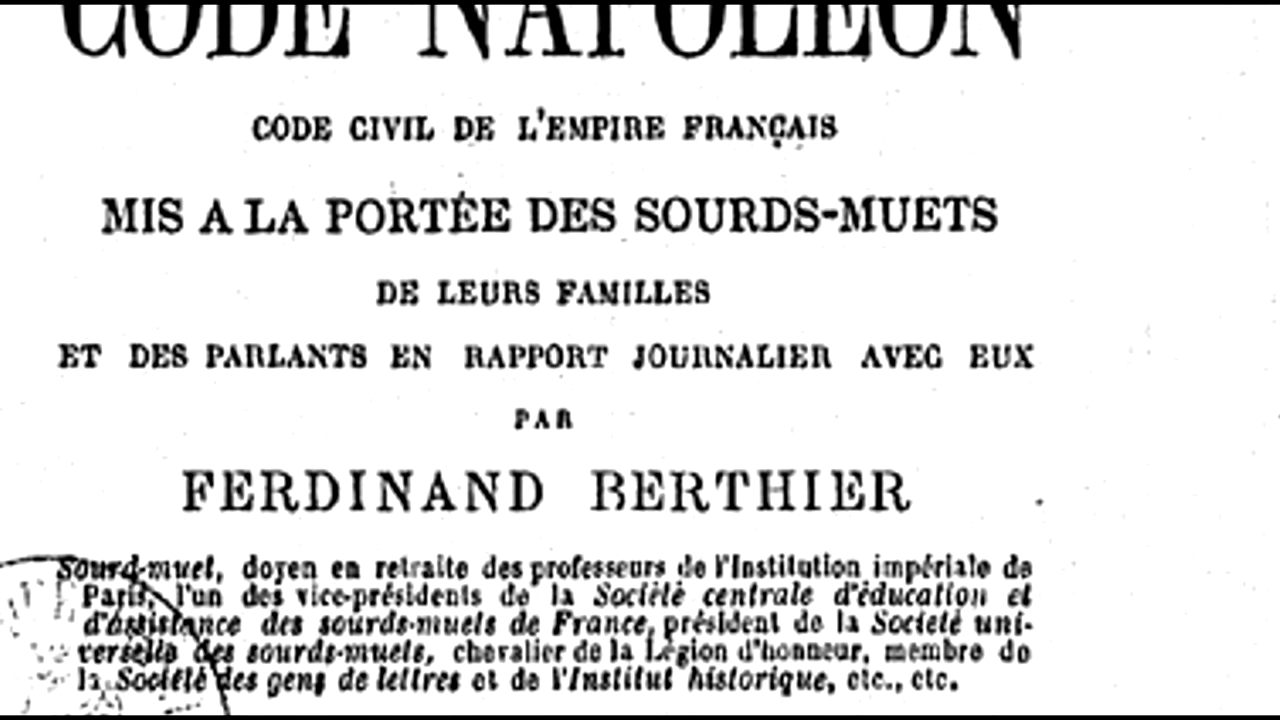 CODE NAPOLÉON
CODE CIVIL DE L'EMPIRE FRANÇAIS
MIS A LA PORTÉE DES SOURDS-MUETS
DE LEURS FAMILLES
ET DES PARLANTS EN RAPPORT JOURNALIER AVEC EUX
PAR
FERDINAND BERTHIER
Sourd-muet, doyen en retraite des professeurs de l'Institution impériale de
Paris, l'un des vice-présidents de la Société centrale d'éducation et
d'assistance des sourds-muets de France, président de la Société uni-
verselle des sourds-muets, chevalier de la Légion d'honneur, membre de
la Société des gens de lettres et de l'Institut historique, etc., etc.